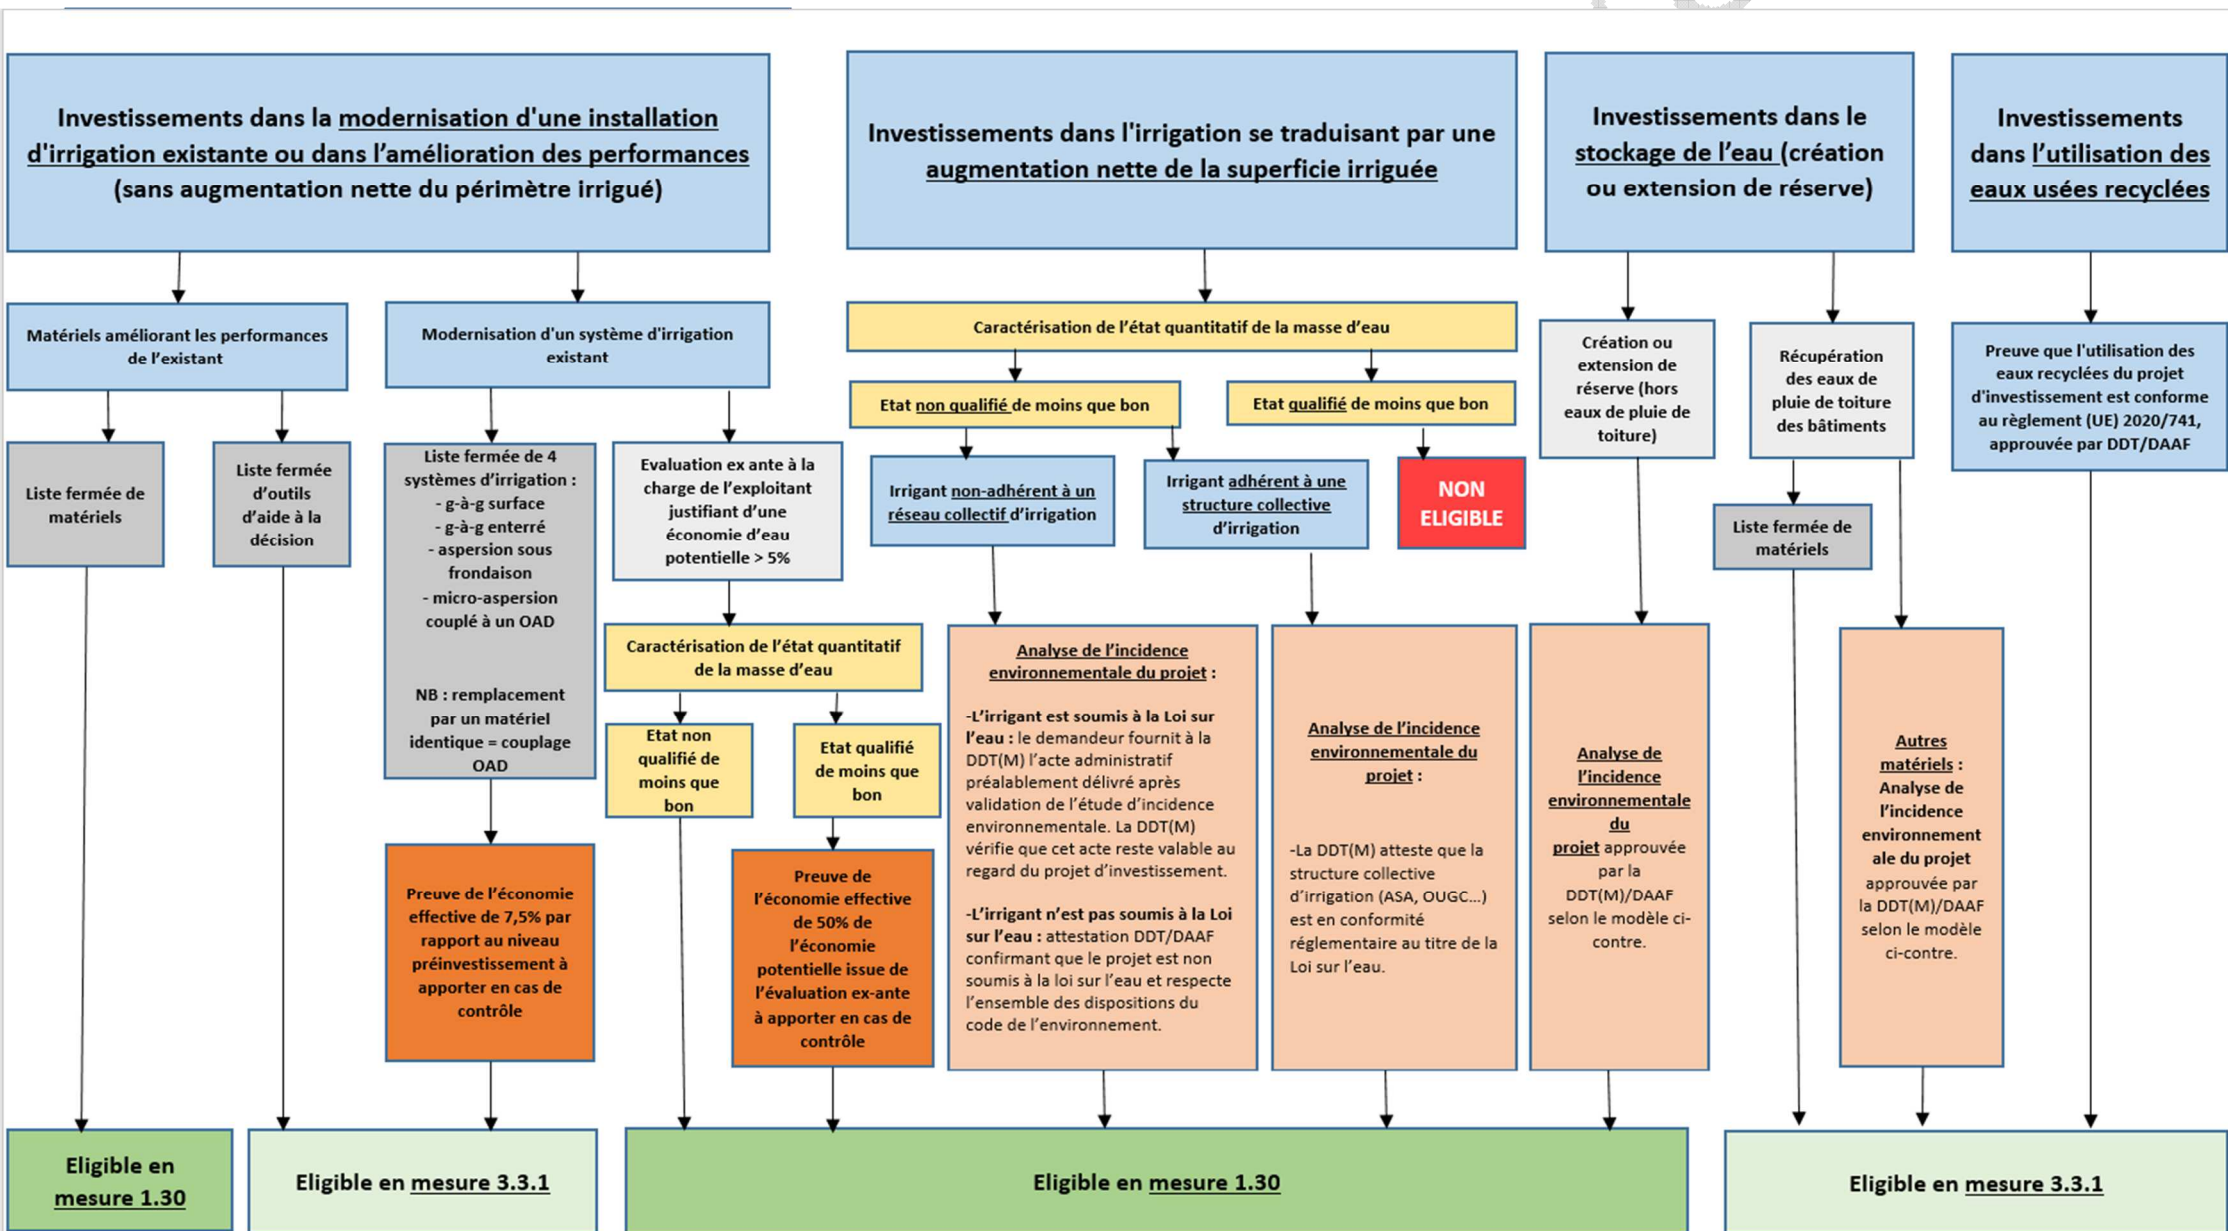 Investissements dans la modernisation d'une installation
d'irrigation existante ou dans l’amélioration des performances
(sans augmentation nette du périmètre irrigué)
Investissements dans l'irrigation se traduisant par une
augmentation nette de la superficie irriguée
Investissements dans le
stockage de l’eau (création
ou extension de réserve)
Investissements
dans l’utilisation des
eaux usées recyclées
Matériels améliorant les performances
de l’existant
Modernisation d'un système d'irrigation
existant
Caractérisation de l’état quantitatif de la masse d’eau
Etat non qualifié de moins que bon
Etat qualifié de moins que bon
Création ou
extension de
réserve (hors
eaux de pluie de
toiture)
Récupération
des eaux de
pluie de toiture
des bâtiments
Preuve que l'utilisation des
eaux recyclées du projet
d'investissement est conforme
au règlement (UE) 2020/741,
approuvée par DDT/DAAF
Liste fermée de
matériels
Liste fermée
d’outils
d’aide à la
décision
Liste fermée de 4
systèmes d’irrigation :
- g-à-g surface
- g-à-g enterré
- aspersion sous
frondaison
- micro-aspersion
couplé à un OAD
NB : remplacement
par un matériel
identique = couplage
OAD
Evaluation ex ante à la
charge de l’exploitant
justifiant d’une
économie d’eau
potentielle > 5%
Irrigant non-adhérent à un
réseau collectif d’irrigation
Irrigant adhérent à une
structure collective
d’irrigation
NON
ELIGIBLE
Liste fermée de
matériels
Caractérisation de l’état quantitatif
de la masse d’eau
Etat non
qualifié de
moins que
bon
Etat qualifié
de moins que
bon
Preuve de l’économie
effective de 7,5% par
rapport au niveau
préinvestissement à
apporter en cas de
contrôle
Preuve de
l’économie effective
de 50% de
l’économie
potentielle issue de
l’évaluation ex-ante
à apporter en cas de
contrôle
Analyse de l’incidence
environnementale du projet :
-L’irrigant est soumis à la Loi sur
l’eau : le demandeur fournit à la
DDT(M) l’acte administratif
préalablement délivré après
validation de l’étude d’incidence
environnementale. La DDT(M)
vérifie que cet acte reste valable au
regard du projet d’investissement.
-L’irrigant n’est pas soumis à la Loi
sur l’eau : attestation DDT/DAAF
confirmant que le projet est non
soumis à la loi sur l’eau et respecte
l’ensemble des dispositions du
code de l’environnement.
Analyse de l’incidence
environnementale du
projet :
-La DDT(M) atteste que la
structure collective
d’irrigation (ASA, OUGC...)
est en conformité
réglementaire au titre de la
Loi sur l’eau.
Analyse de
l’incidence
environnementale
du
projet approuvée
par la
DDT(M)/DAAF
selon le modèle ci-
contre.
Autres
matériels :
Analyse de
l’incidence
environnement
ale du projet
approuvée par
la DDT(M)/DAAF
selon le modèle
ci-contre.
Eligible en
mesure 1.30
Eligible en mesure 3.3.1
Eligible en mesure 1.30
Eligible en mesure 3.3.1